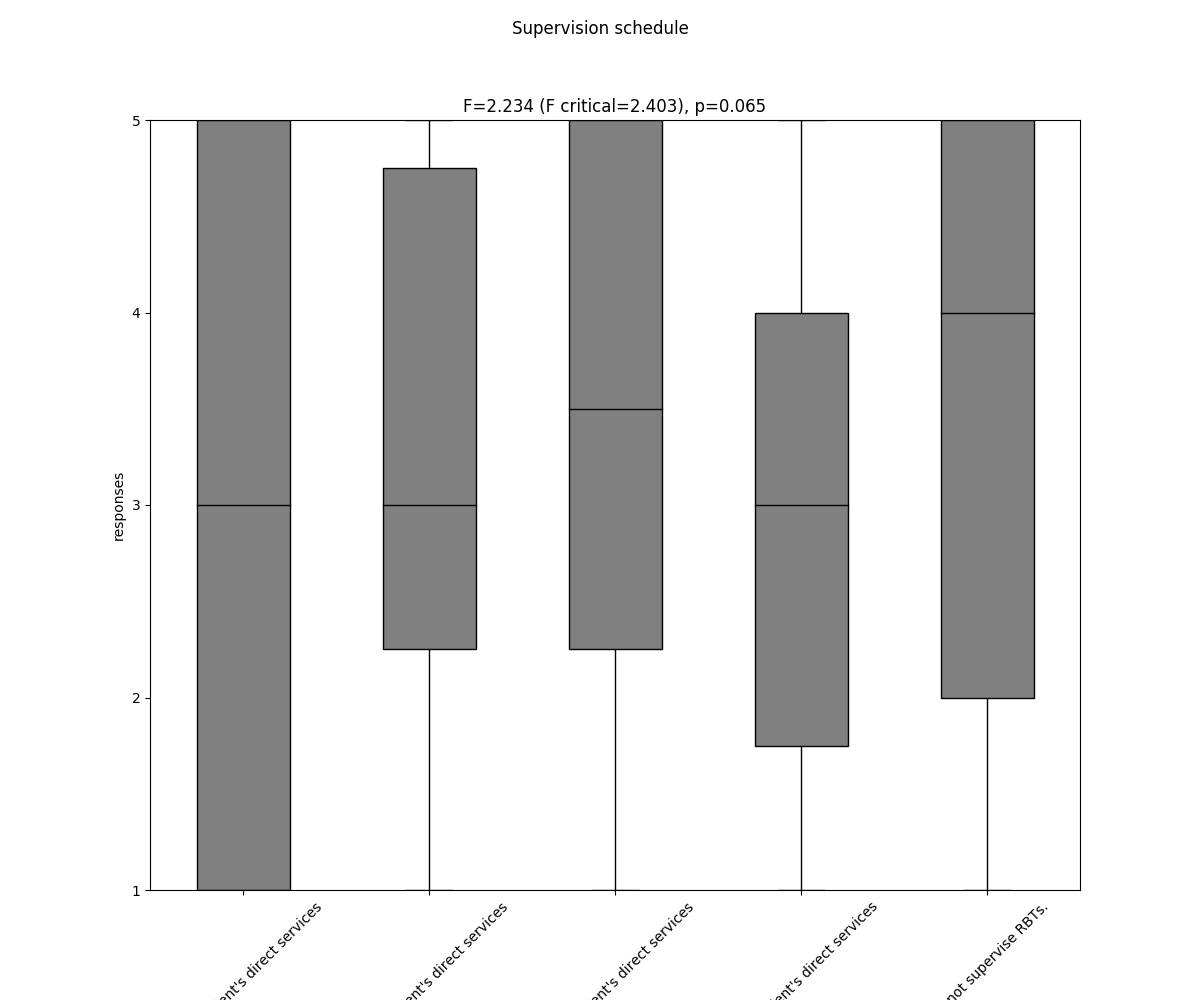 Supervision schedule
F=2.234 (F critical=2.403), p=0.065
5
4
3
2
1
responses
ent's direct services
ent's direct services
ent's direct services
ient's direct services
not supervise RBTs.